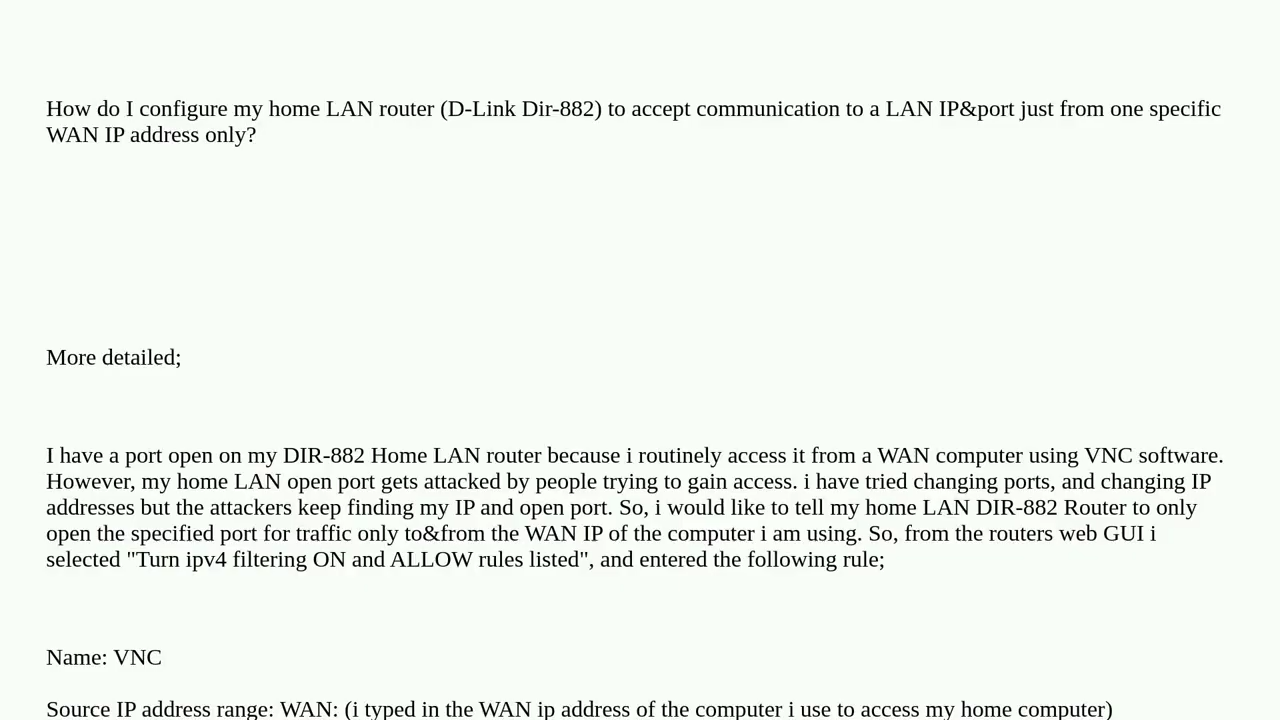 How do I configure my home LAN router (D-Link Dir-882) to accept communication to a LAN IP&port just from one specific
WAN IP address only?
More detailed;
I have a port open on my DIR-882 Home LAN router because i routinely access it from a WAN computer using VNC software.
However, my home LAN open port gets attacked by people trying to gain access. i have tried changing ports, and changing IP
addresses but the attackers keep finding my IP and open port. So, i would like to tell my home LAN DIR-882 Router to only
open the specified port for traffic only to&from the WAN IP of the computer i am using. So, from the routers web GUI i
selected "Turn ipv4 filtering ON and ALLOW rules listed", and entered the following rule;
Name: VNC
Source IP address range: WAN: (i typed in the WAN ip address of the computer i use to access my home computer)